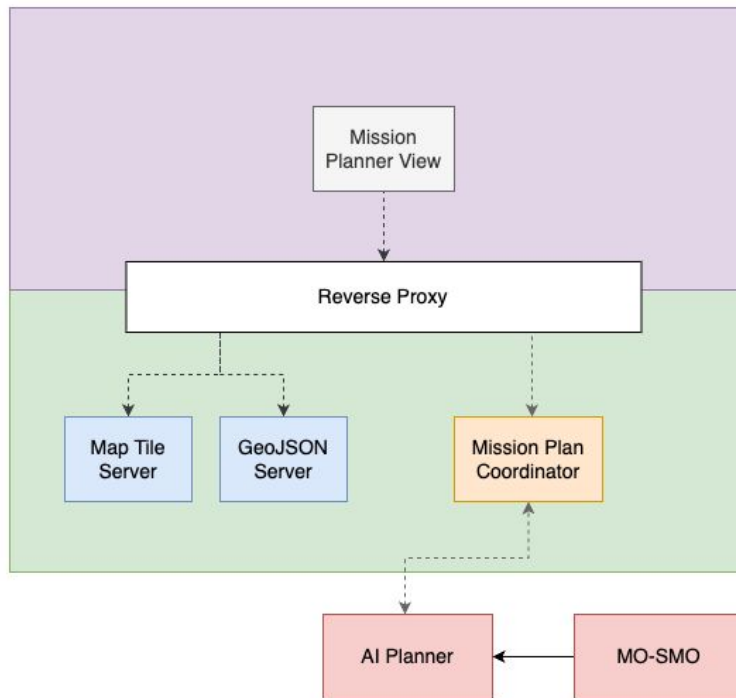 Mission
Planner View
Reverse Proxy
Map Tile
Server
GeoJSON
Server
Mission Plan
Coordinator
AI Planner
MO-SMO